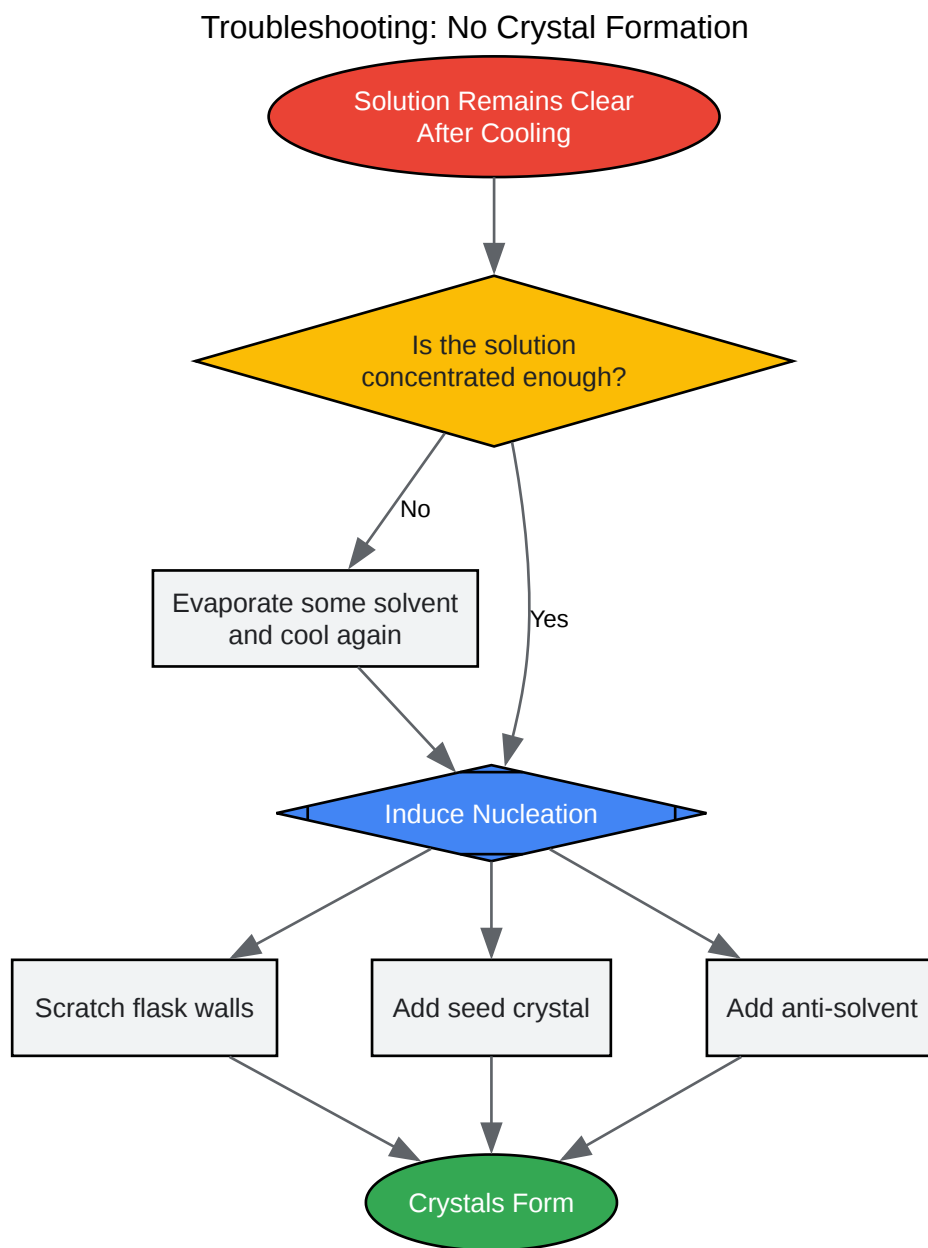 Troubleshooting: No Crystal Formation
Solution Remains Clear
After Cooling
Is the solution
concentrated enough?
No
Evaporate some solvent
and cool again
Yes
Induce Nucleation
Scratch flask walls
Add seed crystal
Add anti-solvent
Crystals Form